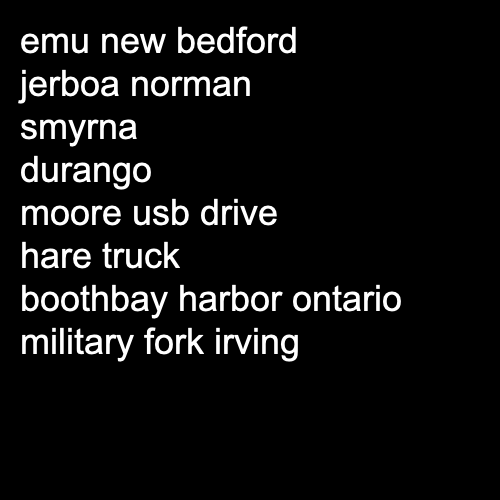 emu new bedford
jerboa norman
smyrna
durango
moore usb drive
hare truck
boothbay harbor ontario
military fork irving